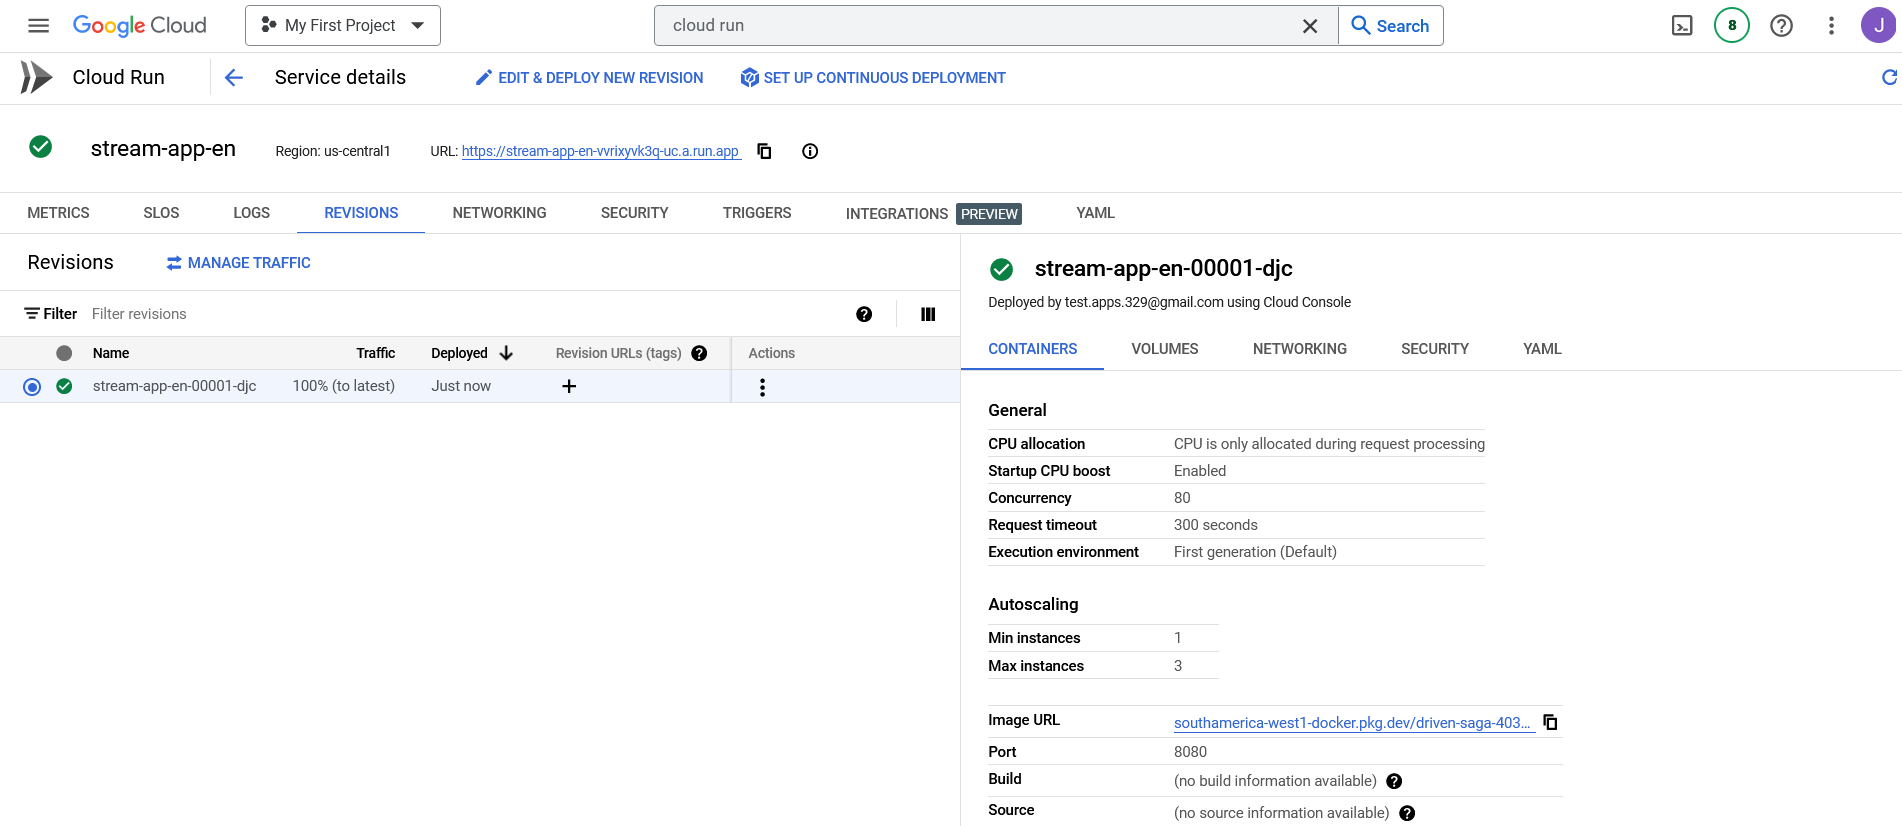 Google Cloud
My First Project
cloud run
Search
8
J
Cloud Run
Service details
EDIT & DEPLOY NEW REVISION
SET UP CONTINUOUS DEPLOYMENT
stream-app-en
Region: us-central1
URL: https://stream-app-en-vvrixyvk3q-uc.a.run.app
METRICS
SLOS
LOGS
REVISIONS
NETWORKING
SECURITY
TRIGGERS
INTEGRATIONS PREVIEW
YAML
Revisions
MANAGE TRAFFIC
Filter Filter revisions
Name Traffic Deployed Revision URLs (tags) Actions
stream-app-en-00001-djc 100% (to latest) Just now
stream-app-en-00001-djc
Deployed by test.apps.329@gmail.com using Cloud Console
CONTAINERS
VOLUMES
NETWORKING
SECURITY
YAML
General
CPU allocation CPU is only allocated during request processing
Startup CPU boost Enabled
Concurrency 80
Request timeout 300 seconds
Execution environment First generation (Default)
Autoscaling
Min instances 1
Max instances 3
Image URL southamerica-west1-docker.pkg.dev/driven-saga-403...
Port 8080
Build (no build information available)
Source (no source information available)